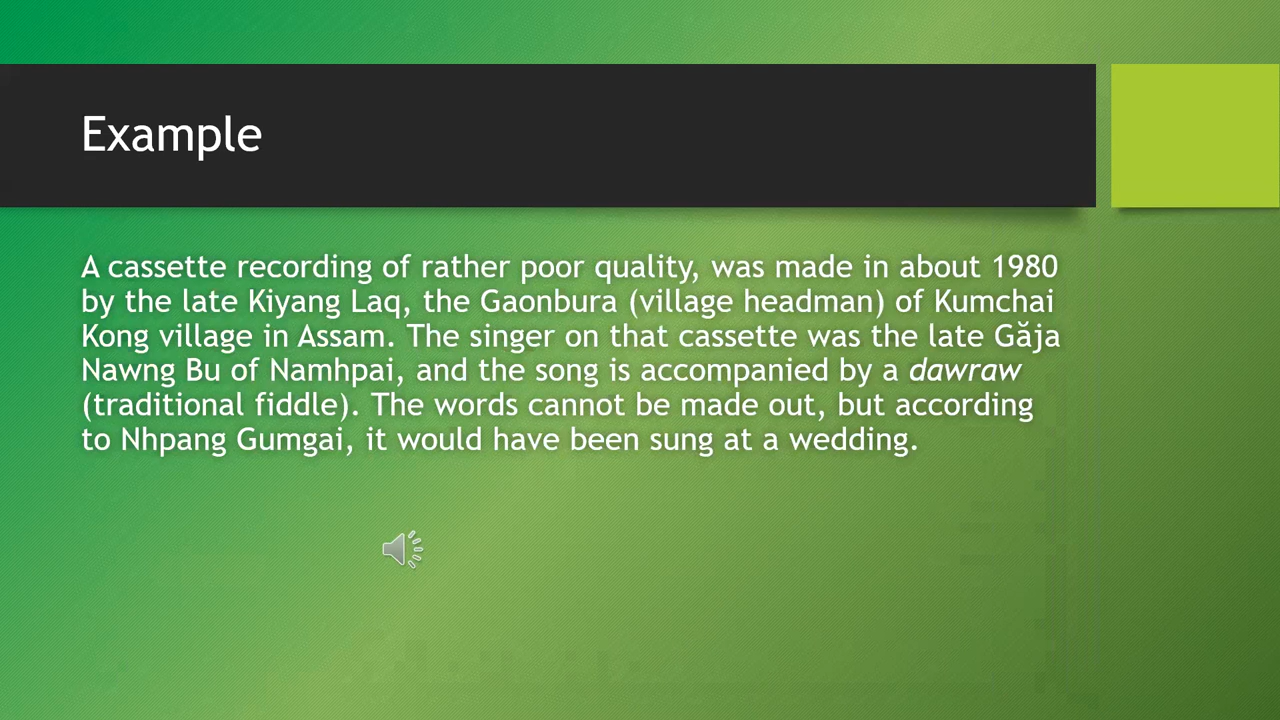 Example
A cassette recording of rather poor quality, was made in about 1980
by the late Kiyang Laq, the Gaonbura (village headman) of Kumchai
Kong village in Assam. The singer on that cassette was the late Găja
Nawng Bu of Namhpai, and the song is accompanied by a dawraw
(traditional fiddle). The words cannot be made out, but according
to Nhpang Gumgai, it would have been sung at a wedding.